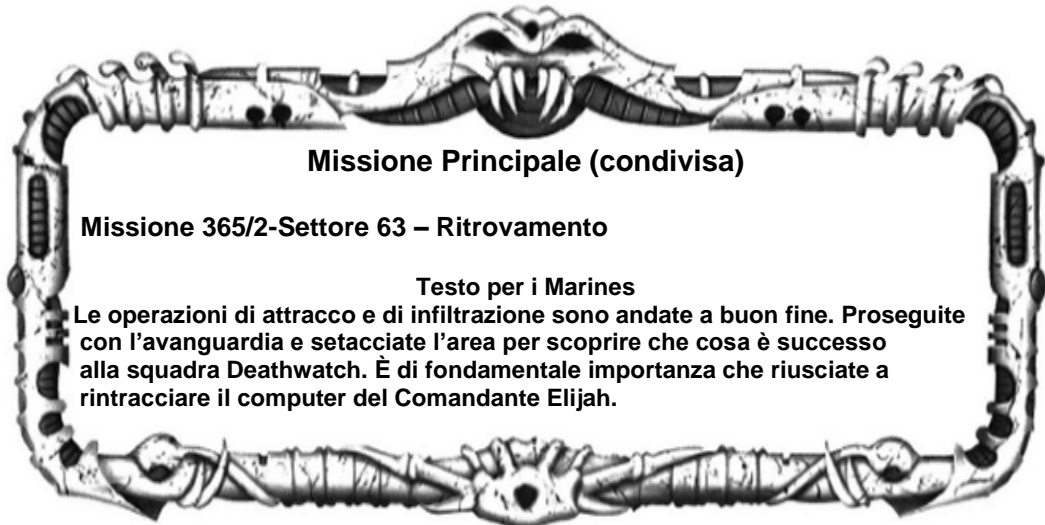 Missione Principale (condivisa)
Missione 365/2-Settore 63 – Ritrovamento
Testo per i Marines
Le operazioni di attracco e di infiltrazione sono andate a buon fine. Proseguite
con l'avanguardia e setacciate l'area per scoprire che cosa è successo
alla squadra Deathwatch. È di fondamentale importanza che riusciate a
rintracciare il computer del Comandante Elijah.